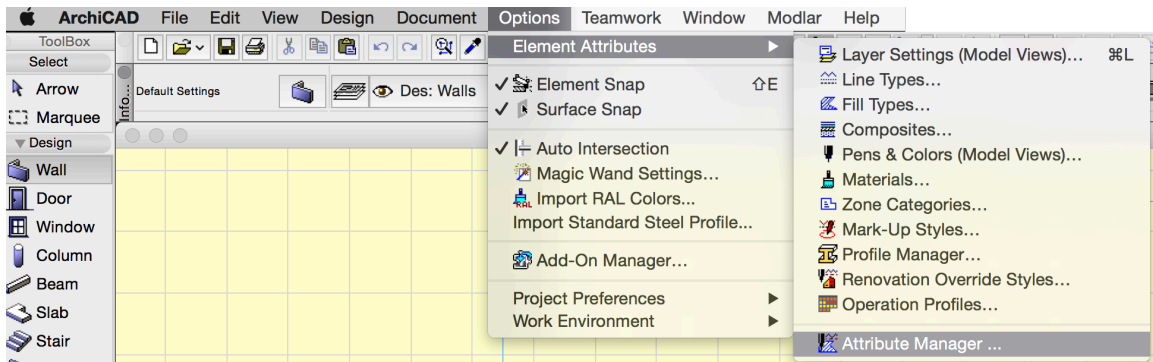 ArchiCAD File Edit View Design Document Options Teamwork Window Modlar Help
ToolBox
Select
Arrow
Marquee
Design
Wall
Door
Window
Column
Beam
Slab
Stair
Info...
Default Settings
Des: Walls
Element Attributes
Element Snap ⇧E
Surface Snap
Auto Intersection
Magic Wand Settings...
RAL Import RAL Colors...
Import Standard Steel Profile...
Add-On Manager...
Project Preferences
Work Environment
Layer Settings (Model Views)... ⌘L
Line Types...
Fill Types...
Composites...
Pens & Colors (Model Views)...
Materials...
Zone Categories...
Mark-Up Styles...
Profile Manager...
Renovation Override Styles...
Operation Profiles...
Attribute Manager ...